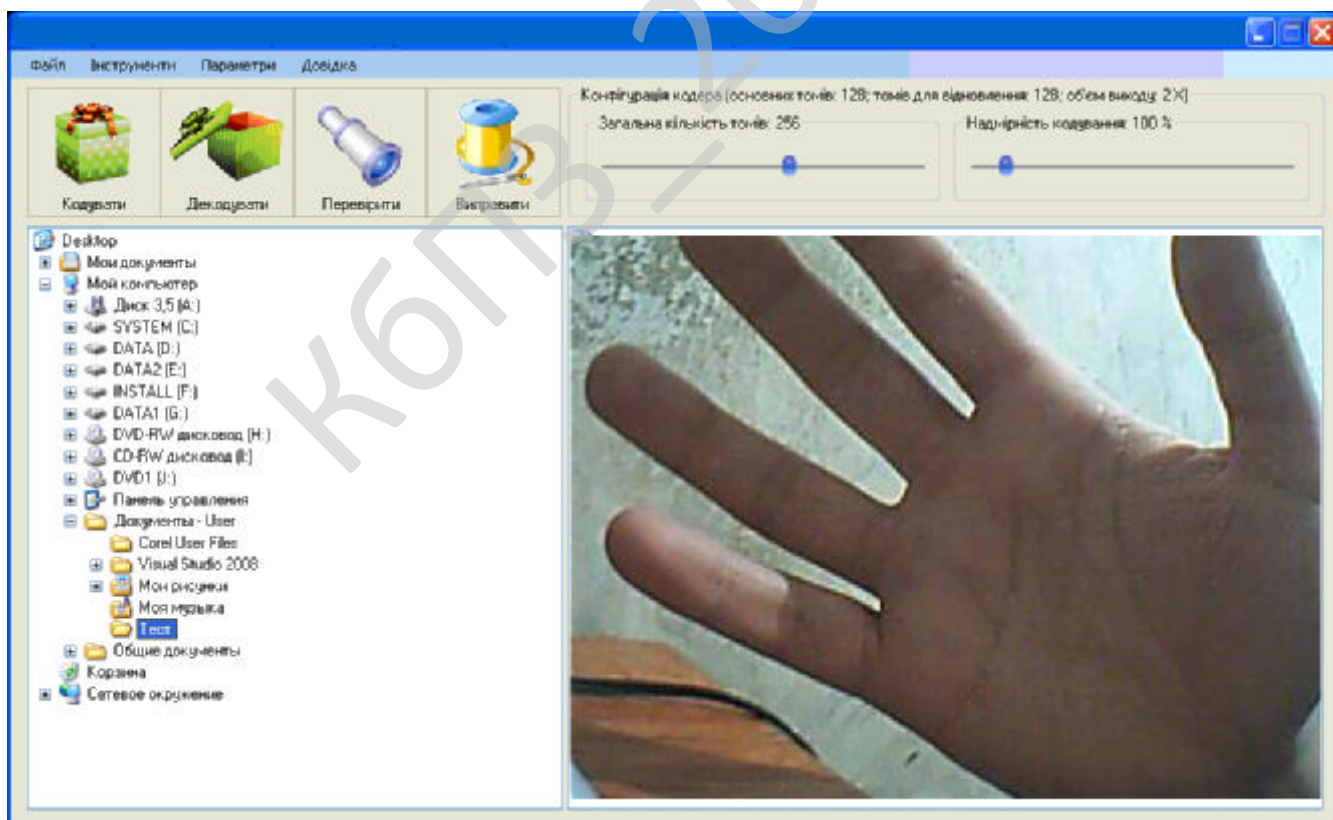 Файл Інструменти Параметри Довідка
Кодувати Декодувати Перевірити Виправити
Конфігурація кодера (основних томів: 128; томів для відновлення: 128; об'єм виходу: 2 X)
Загальна кількість томів: 256
Надмірність кодування: 100 %
Desktop
Мои документы
Мой компьютер
Диск 3,5 (A:)
SYSTEM (C:)
DATA (D:)
DATA2 (E:)
INSTALL (F:)
DATA1 (G:)
DVD-RW дисковод (H:)
CD-RW дисковод (I:)
DVD1 (J:)
Панель управления
Документы - User
Corel User Files
Visual Studio 2008
Мои рисунки
Моя музыка
Тест
Общие документы
Корзина
Сетевое окружение